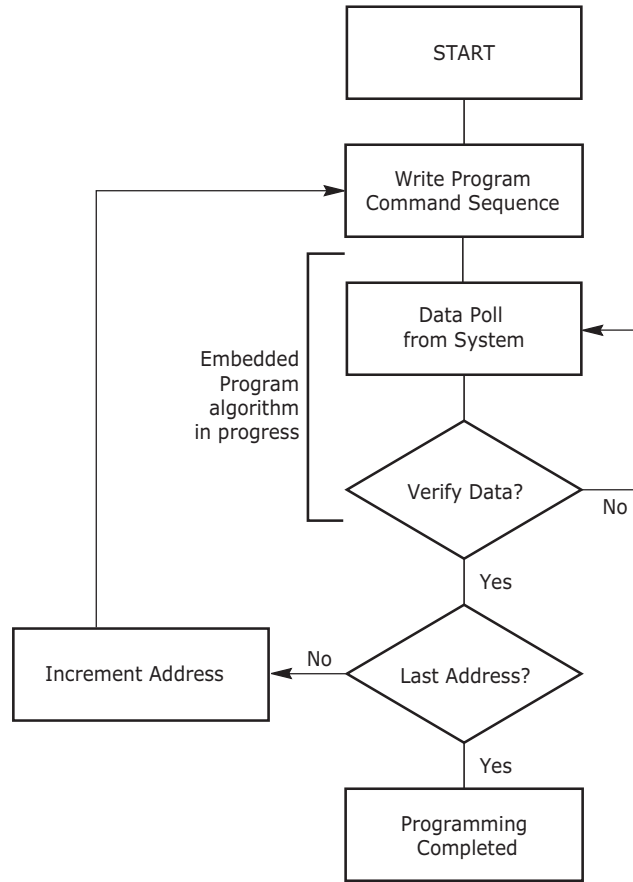 START
Write Program
Command Sequence
Data Poll
from System
Embedded
Program
algorithm
in progress
Verify Data?
No
Yes
Last Address?
No
Increment Address
Yes
Programming
Completed